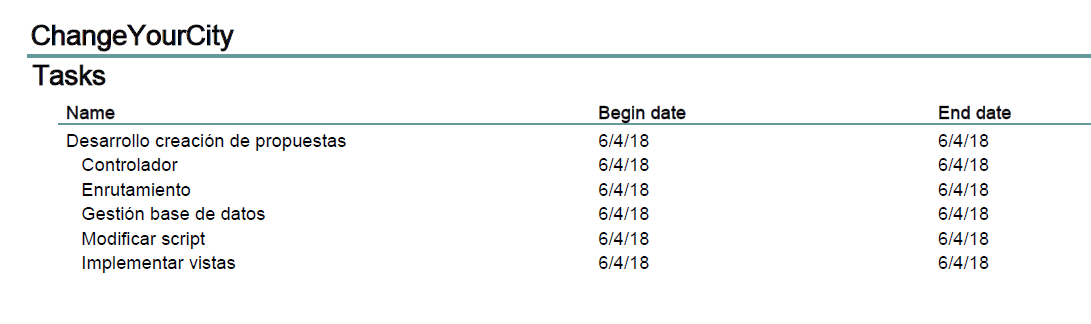 ChangeYourCity
Tasks
Name Begin date End date
Desarrollo creación de propuestas 6/4/18 6/4/18
Controlador 6/4/18 6/4/18
Enrutamiento 6/4/18 6/4/18
Gestión base de datos 6/4/18 6/4/18
Modificar script 6/4/18 6/4/18
Implementar vistas 6/4/18 6/4/18